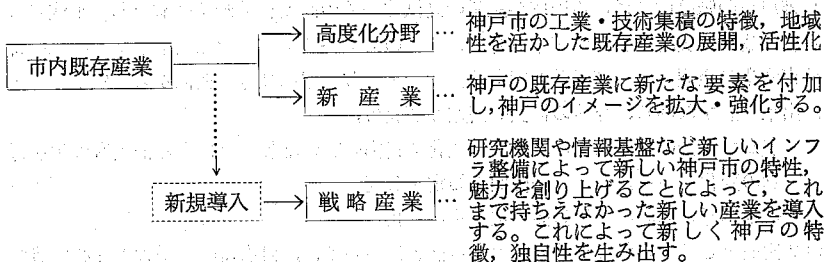 神戸市の工業・技術集積の特徴,地域
高度化分野…性を活かした既存産業の展開,活性化
市内既存産業
新産業…神戸の既存産業に新たな要素を付加
し,神戸のイメージを拡大・強化する。
研究機関や情報基盤など新しいインフ
ラ整備によって新しい神戸市の特性,
新規導入 戦略産業…魅力を創り上げることによって,これ
まで持ちえなかった新しい産業を導入
する。これによって新しく神戸の特
徴,独自性を生み出す。